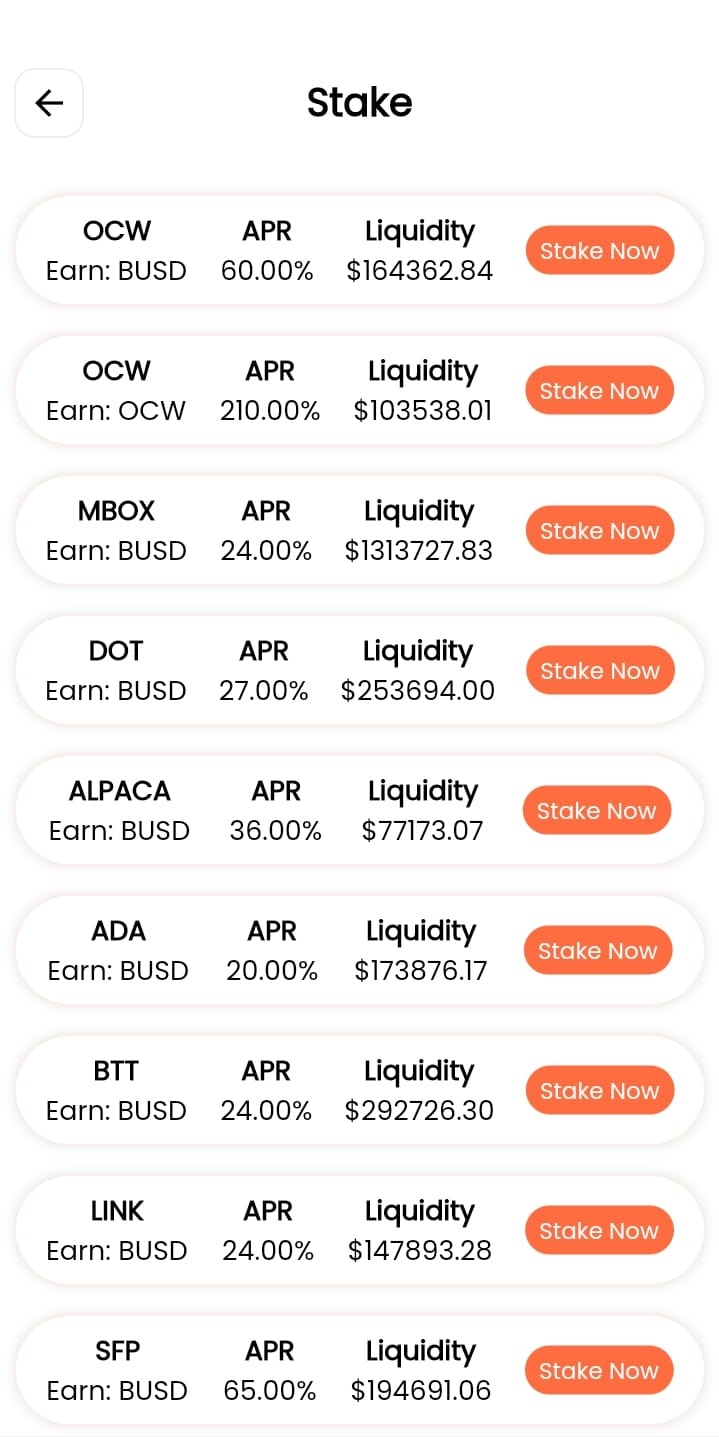 Stake
OCW APR Liquidity
Earn: BUSD 60.00% $164362.84 Stake Now
OCW APR Liquidity
Earn: OCW 210.00% $103538.01 Stake Now
MBOX APR Liquidity
Earn: BUSD 24.00% $1313727.83 Stake Now
DOT APR Liquidity
Earn: BUSD 27.00% $253694.00 Stake Now
ALPACA APR Liquidity
Earn: BUSD 36.00% $77173.07 Stake Now
ADA APR Liquidity
Earn: BUSD 20.00% $173876.17 Stake Now
BTT APR Liquidity
Earn: BUSD 24.00% $292726.30 Stake Now
LINK APR Liquidity
Earn: BUSD 24.00% $147893.28 Stake Now
SFP APR Liquidity
Earn: BUSD 65.00% $194691.06 Stake Now